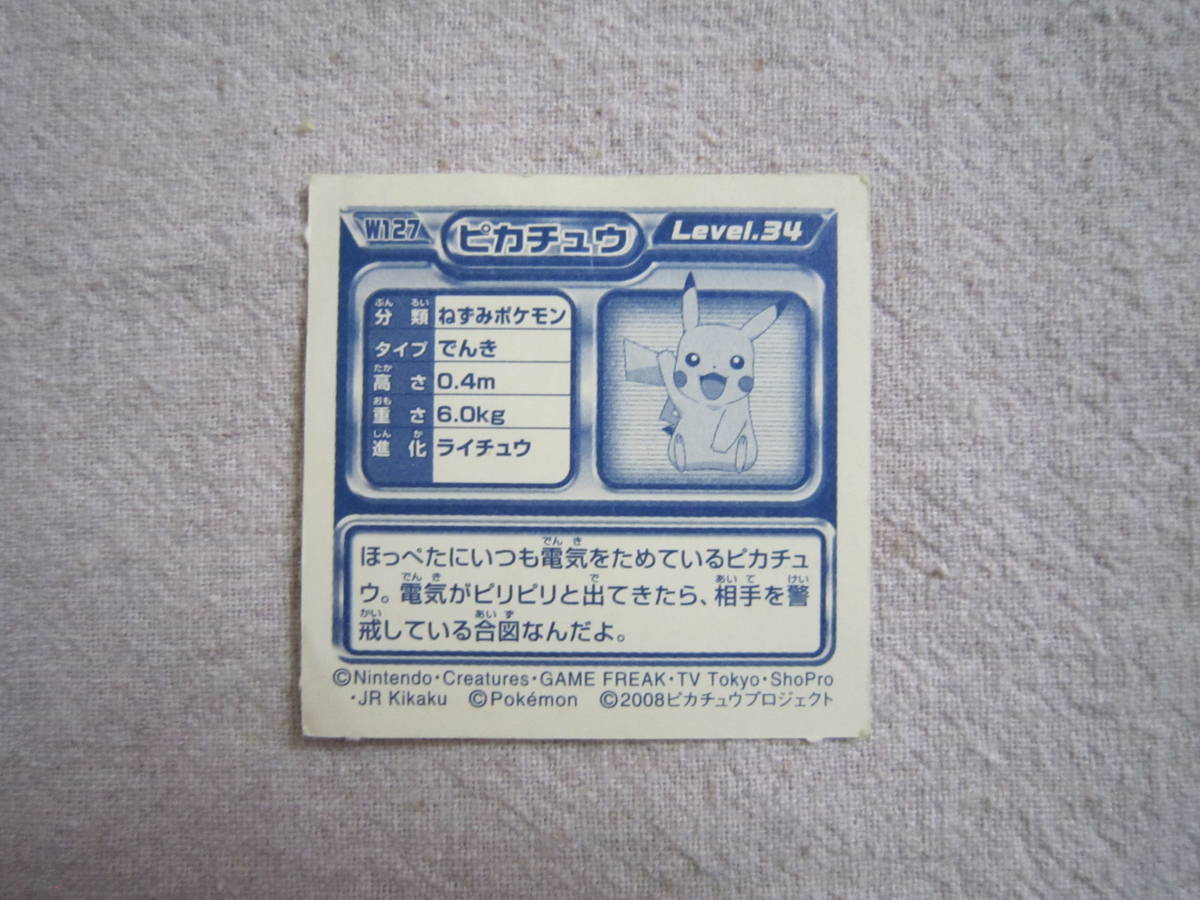 W127 ピカチュウ Level.34
分類 ねずみポケモン
タイプ でんき
高さ 0.4m
重さ 6.0kg
進化 ライチュウ
ほっぺたにいつも電気をためているピカチュ
ウ。電気がピリピリと出てきたら、相手を警
戒している合図なんだよ。
©Nintendo・Creatures・GAME FREAK・TV Tokyo・ShoPro
・JR Kikaku ©Pokémon ©2008ピカチュウプロジェクト